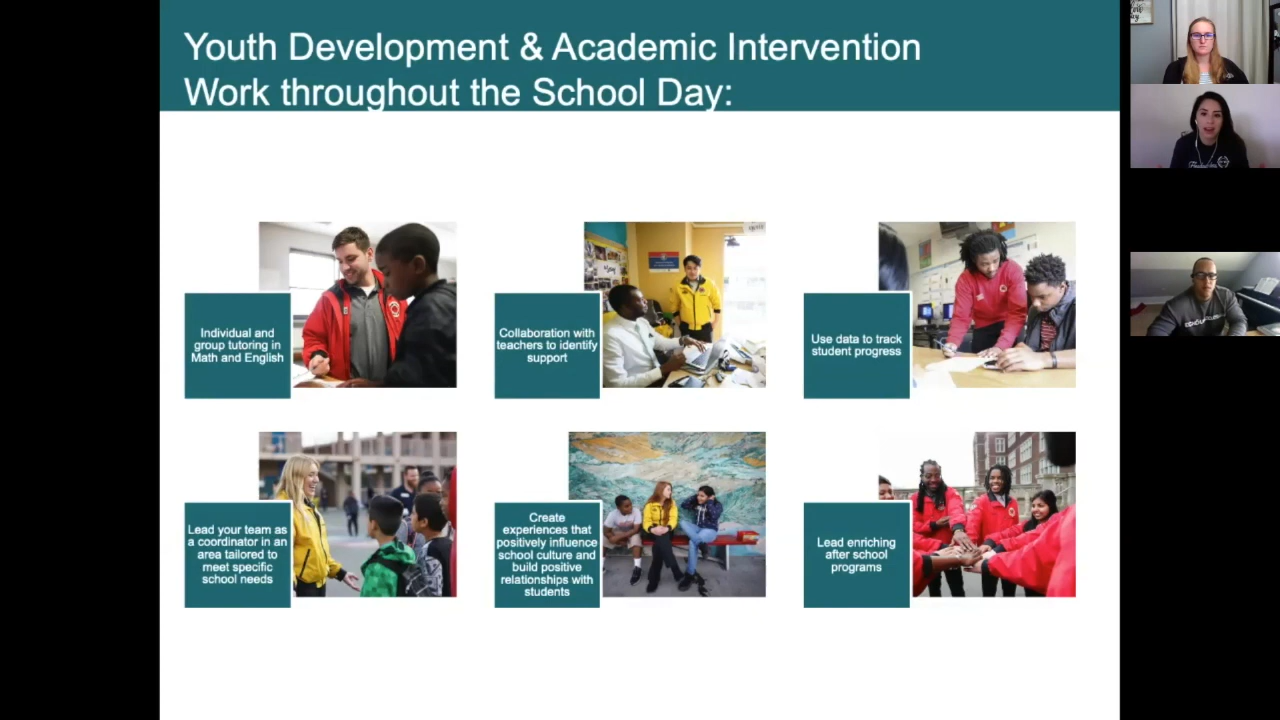 Youth Development & Academic Intervention
Work throughout the School Day:
Individual and
group tutoring in
Math and English
Collaboration with
teachers to identify
support
Use data to track
student progress
Lead your team as
a coordinator in an
area tailored to
meet specific
school needs
Create
experiences that
positively influence
school culture and
build positive
relationships with
students
Lead enriching
after school
programs